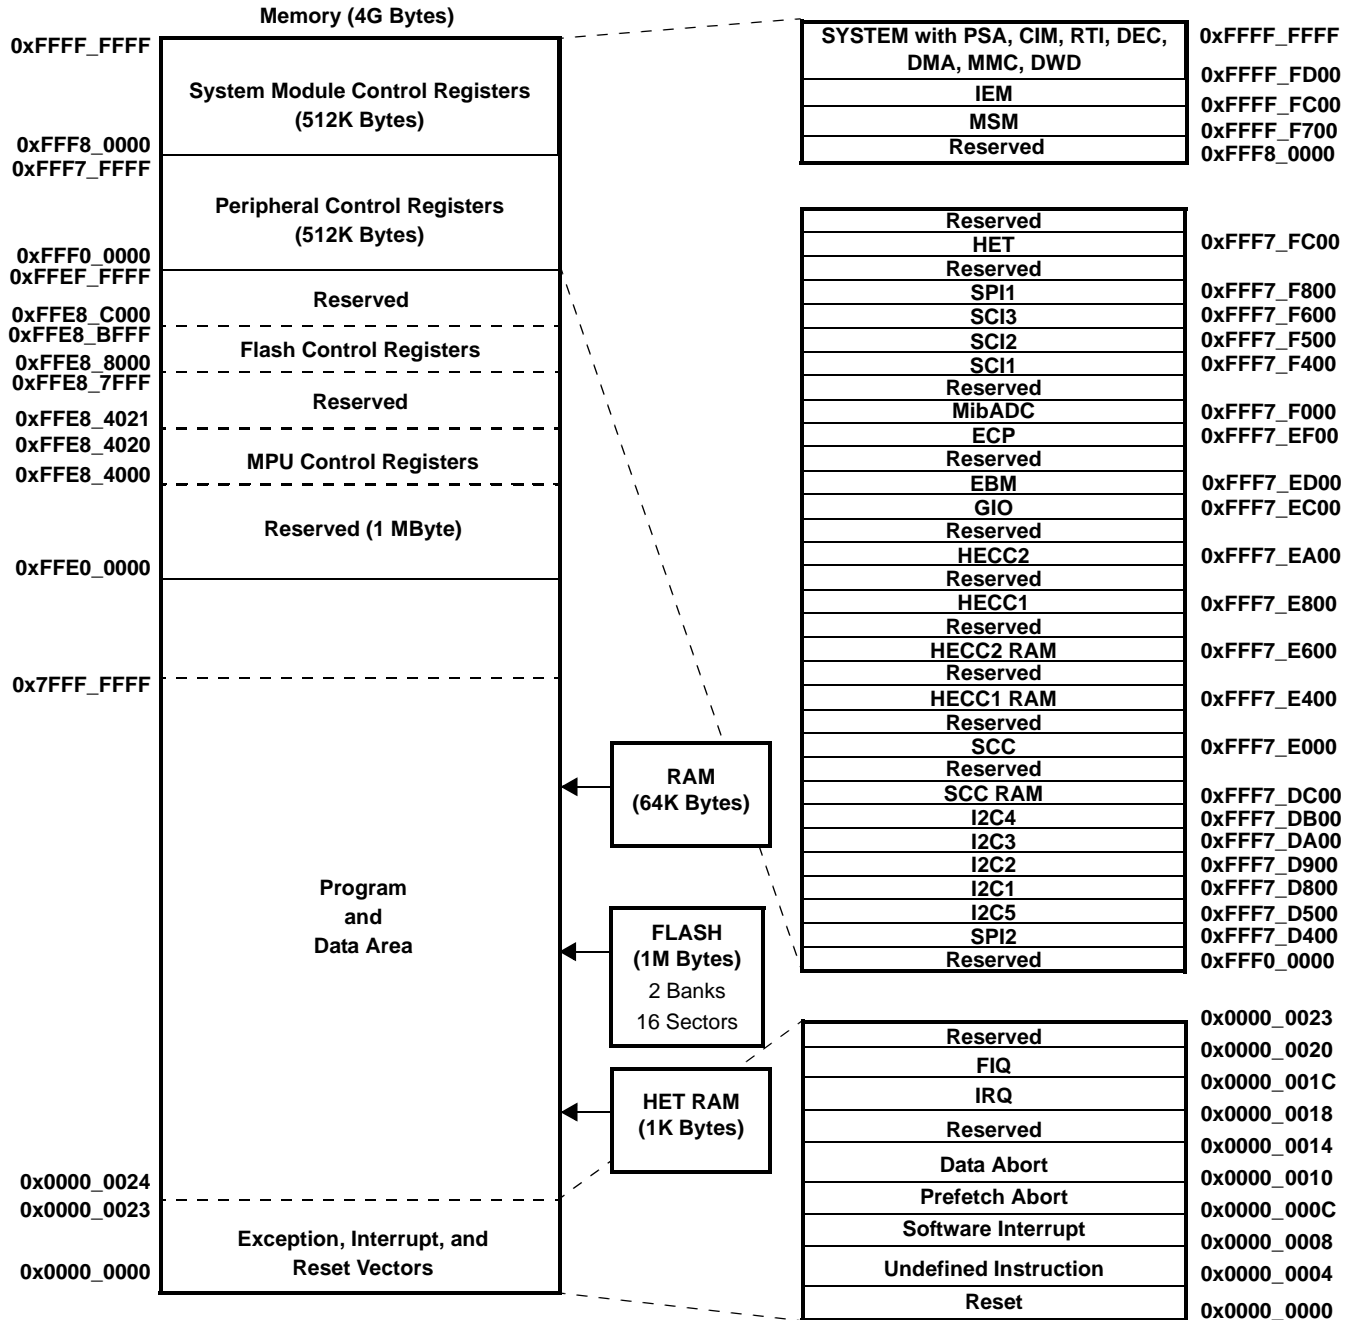 Memory (4G Bytes)
0xFFFF_FFFF
System Module Control Registers
(512K Bytes)
0xFFF8_0000
0xFFF7_FFFF
Peripheral Control Registers
(512K Bytes)
0xFFF0_0000
0xFFEF_FFFF
Reserved
0xFFE8_C000
0xFFE8_BFFF
Flash Control Registers
0xFFE8_8000
0xFFE8_7FFF
Reserved
0xFFE8_4021
0xFFE8_4020
MPU Control Registers
0xFFE8_4000
Reserved (1 MByte)
0xFFE0_0000
0x7FFF_FFFF
Program
and
Data Area
0x0000_0024
0x0000_0023
Exception, Interrupt, and
Reset Vectors
0x0000_0000
RAM
(64K Bytes)
FLASH
(1M Bytes)
2 Banks
16 Sectors
HET RAM
(1K Bytes)
SYSTEM with PSA, CIM, RTI, DEC,
DMA, MMC, DWD
0xFFFF_FFFF
0xFFFF_FD00
IEM
0xFFFF_FC00
MSM
0xFFFF_F700
Reserved
0xFFF8_0000
Reserved
HET 0xFFF7_FC00
Reserved
SPI1 0xFFF7_F800
SCI3 0xFFF7_F600
SCI2 0xFFF7_F500
SCI1 0xFFF7_F400
Reserved
MibADC 0xFFF7_F000
ECP 0xFFF7_EF00
Reserved
EBM 0xFFF7_ED00
GIO 0xFFF7_EC00
Reserved
HECC2 0xFFF7_EA00
Reserved
HECC1 0xFFF7_E800
Reserved
HECC2 RAM 0xFFF7_E600
Reserved
HECC1 RAM 0xFFF7_E400
Reserved
SCC 0xFFF7_E000
Reserved
SCC RAM 0xFFF7_DC00
I2C4 0xFFF7_DB00
I2C3 0xFFF7_DA00
I2C2 0xFFF7_D900
I2C1 0xFFF7_D800
I2C5 0xFFF7_D500
SPI2 0xFFF7_D400
Reserved 0xFFF0_0000
0x0000_0023
Reserved
0x0000_0020
FIQ
0x0000_001C
IRQ
0x0000_0018
Reserved
0x0000_0014
Data Abort
0x0000_0010
Prefetch Abort
0x0000_000C
Software Interrupt
0x0000_0008
Undefined Instruction
0x0000_0004
Reset
0x0000_0000